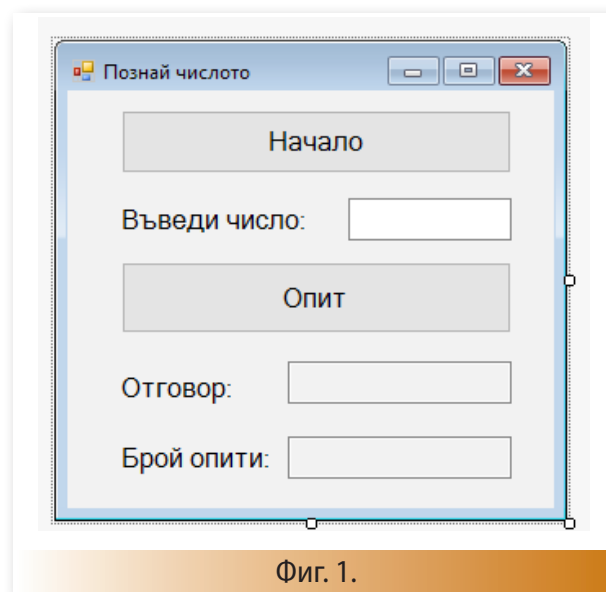 Познай числото
Начало
Въведи число:
Опит
Отговор:
Брой опити:
Фиг. 1.